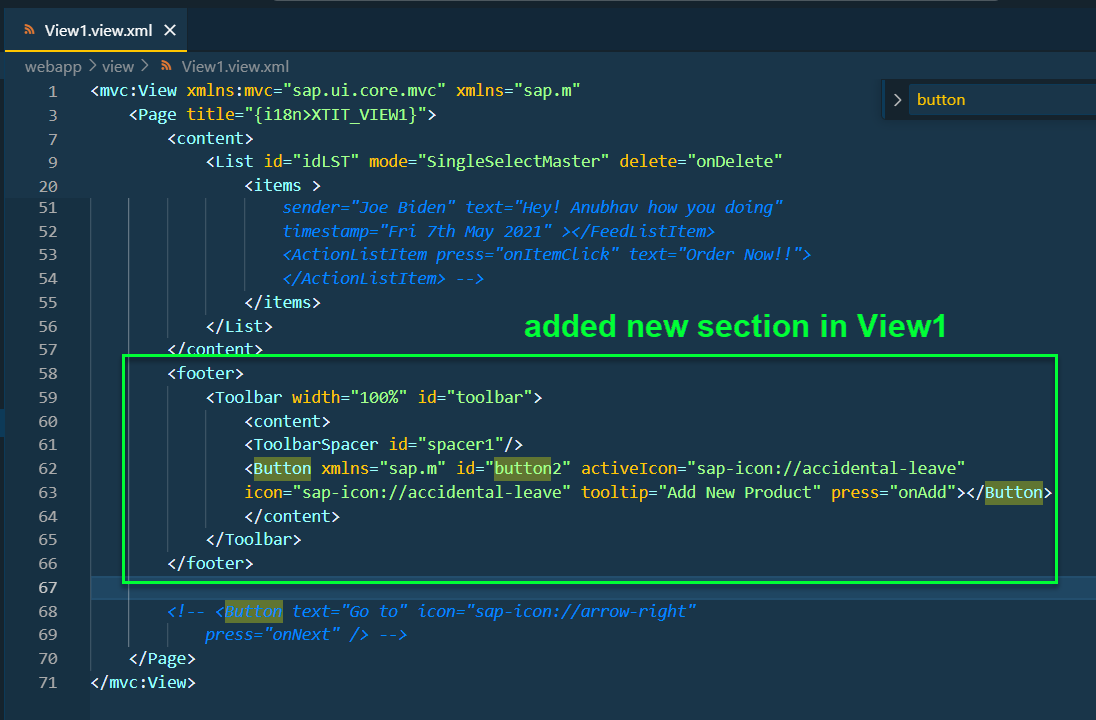 View1.view.xml ×
webapp > view > View1.view.xml
> button
1 <mvc:View xmlns:mvc="sap.ui.core.mvc" xmlns="sap.m"
3 <Page title="{i18n>XTIT_VIEW1}">
7 <content>
9 <List id="idLST" mode="SingleSelectMaster" delete="onDelete"
20 <items >
51 sender="Joe Biden" text="Hey! Anubhav how you doing"
52 timestamp="Fri 7th May 2021" ></FeedListItem>
53 <ActionListItem press="onItemClick" text="Order Now!!">
54 </ActionListItem> -->
55 </items>
56 </List>
added new section in View1
57 </content>
58 <footer>
59 <Toolbar width="100%" id="toolbar">
60 <content>
61 <ToolbarSpacer id="spacer1"/>
62 <Button xmlns="sap.m" id="button2" activeIcon="sap-icon://accidental-leave"
63 icon="sap-icon://accidental-leave" tooltip="Add New Product" press="onAdd"></Button>
64 </content>
65 </Toolbar>
66 </footer>
67
68 <!-- <Button text="Go to" icon="sap-icon://arrow-right"
69 press="onNext" /> -->
70 </Page>
71 </mvc:View>